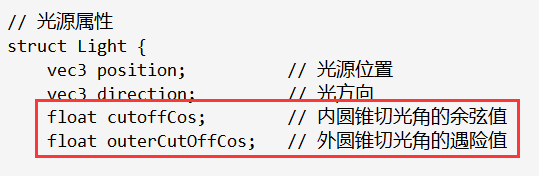 // 光源属性
struct Light {
vec3 position; // 光源位置
vec3 direction; // 光方向
float cutoffCos; // 内圆锥切光角的余弦值
float outerCutOffCos; // 外圆锥切光角的遇险值